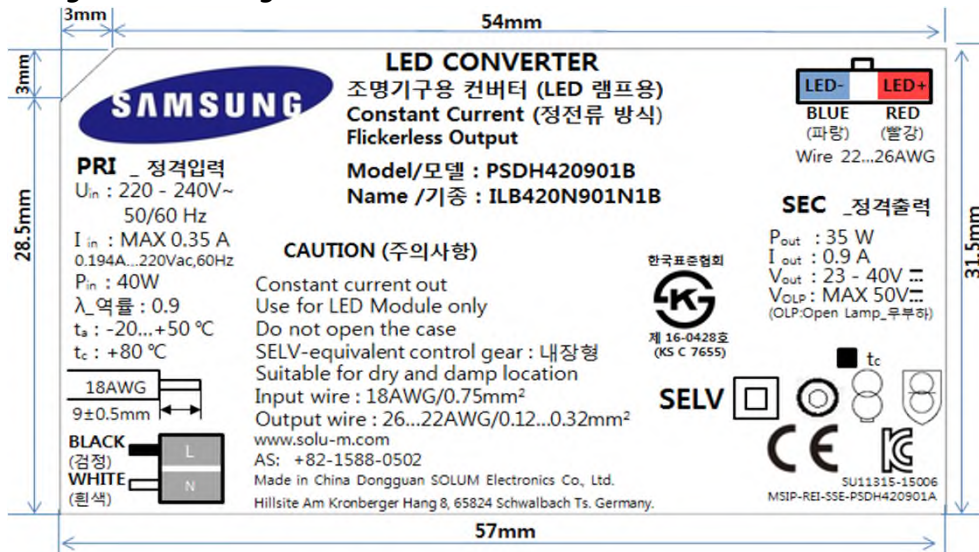 3mm
54mm
3mm
28.5mm
31.5mm
SAMSUNG
LED CONVERTER
조명기구용 컨버터 (LED 램프용)
Constant Current (정전류 방식)
Flickerless Output
Model/모델 : PSDH420901B
Name /기종 : ILB420N901N1B
LED- LED+
BLUE RED
(파랑) (빨강)
Wire 22...26AWG
PRI _ 정격입력
Uin : 220 - 240V~
50/60 Hz
I in : MAX 0.35 A
0.194A...220Vac,60Hz
Pin : 40W
λ_역률 : 0.9
ta : -20...+50 ℃
tc : +80 ℃
18AWG
9±0.5mm
BLACK
(검정)
WHITE
(흰색)
L
N
CAUTION (주의사항)
Constant current out
Use for LED Module only
Do not open the case
SELV-equivalent control gear : 내장형
Suitable for dry and damp location
Input wire : 18AWG/0.75mm²
Output wire : 26...22AWG/0.12...0.32mm²
www.solu-m.com
AS: +82-1588-0502
Made in China Dongguan SOLUM Electronics Co., Ltd.
Hillsite Am Kronberger Hang 8, 65824 Schwalbach Ts. Germany.
한국표준협회
제 16-0428호
(KS C 7655)
SEC _정격출력
Pout : 35 W
I out : 0.9 A
Vout : 23 - 40V
VOLP : MAX 50V
(OLP:Open Lamp_무부하)
tc
SELV
CE
SU11315-15006
MSIP-REI-SSE-PSDH420901A
57mm